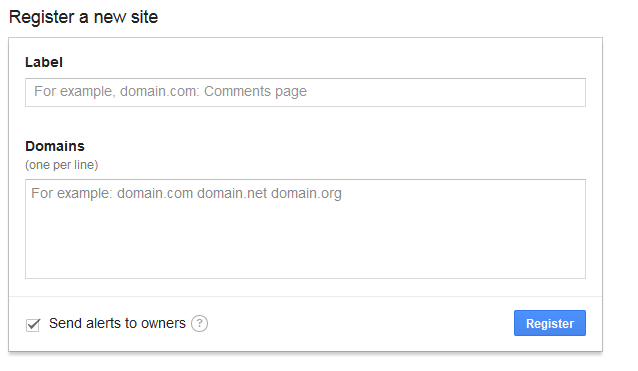 Register a new site
Label
For example, domain.com: Comments page
Domains
(one per line)
For example: domain.com domain.net domain.org
Send alerts to owners ?
Register